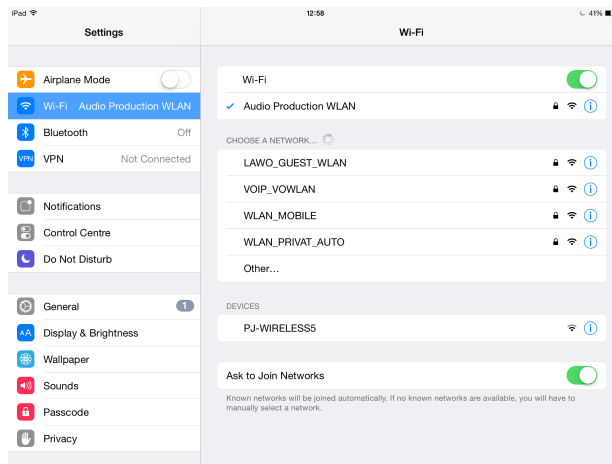 iPad 12:58 41%
Settings
Wi-Fi
Airplane Mode
Wi-Fi Audio Production WLAN
Bluetooth Off
VPN VPN Not Connected
Notifications
Control Centre
Do Not Disturb
General 1
AA Display & Brightness
Wallpaper
Sounds
Passcode
Privacy
Wi-Fi
Audio Production WLAN
CHOOSE A NETWORK...
LAWO_GUEST_WLAN
VOIP_VOWLAN
WLAN_MOBILE
WLAN_PRIVAT_AUTO
Other...
DEVICES
PJ-WIRELESS5
Ask to Join Networks
Known networks will be joined automatically. If no known networks are available, you will have to
manually select a network.